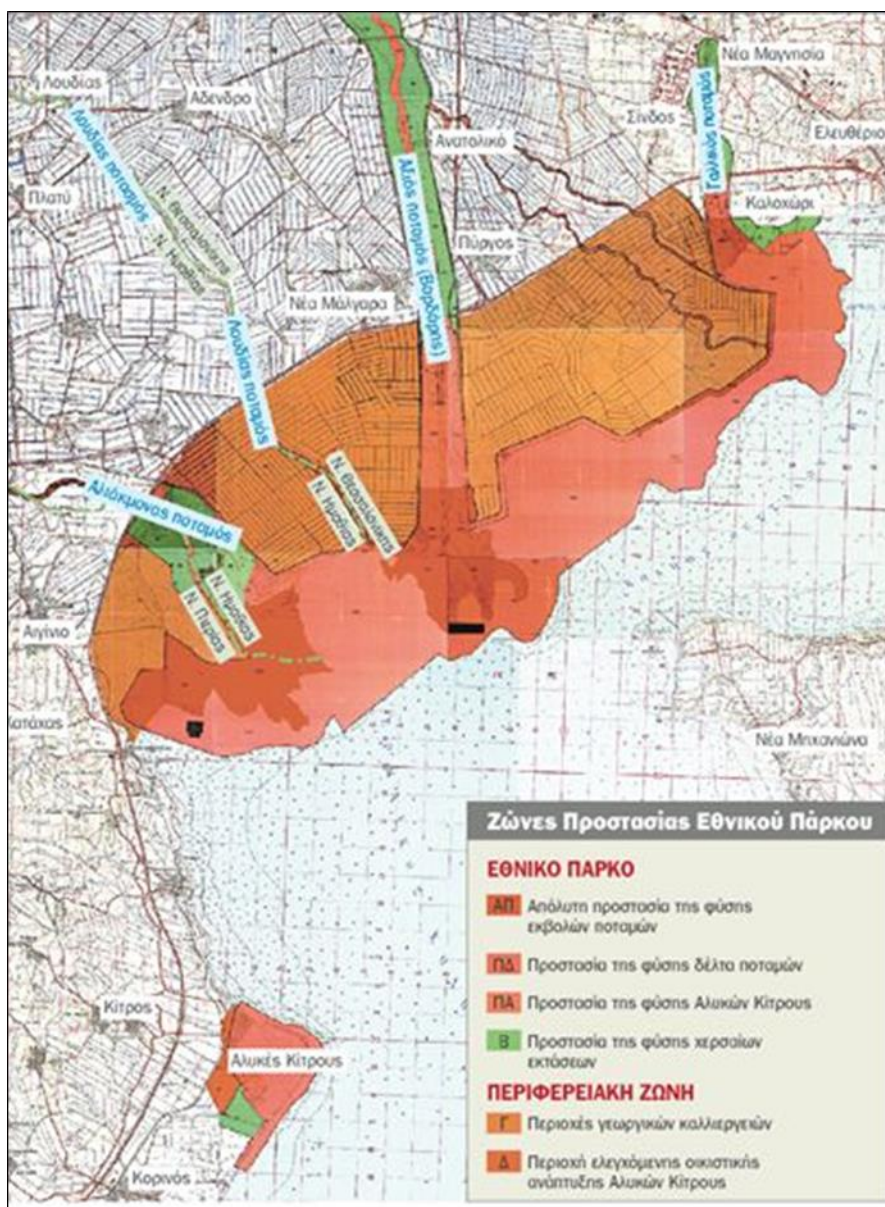 Νέα Μαγνησία
Λουδίας
Άδενδρο
Σίνδος
Ελευθέριο
Ανατολικό
Λουδίας ποταμός
Αξιός ποταμός (Βαρδάρης)
Γαλλικός ποταμός
Πλατύ
Ν. Θεσσαλονίκης
Ν. Ημαθίας
Καλοχώρι
Πύργος
Νέα Μάλγαρα
Λουδίας ποταμός
Ν. Θεσσαλονίκης
Ν. Ημαθίας
Αλιάκμονας ποταμός
Ν. Ημαθίας
Ν. Πιερίας
Αιγίνιο
Κατάχας
Νέα Μηχανιώνα
Ζώνες Προστασίας Εθνικού Πάρκου
ΕΘΝΙΚΟ ΠΑΡΚΟ
ΑΠ Απόλυτη προστασία της φύσης
εκβολών ποταμών
ΠΔ Προστασία της φύσης δέλτα ποταμών
ΠΑ Προστασία της φύσης Αλυκών Κίτρους
Β Προστασία της φύσης χερσαίων
εκτάσεων
ΠΕΡΙΦΕΡΕΙΑΚΗ ΖΩΝΗ
Γ Περιοχές γεωργικών καλλιεργειών
Δ Περιοχή ελεγχόμενης οικιστικής
ανάπτυξης Αλυκών Κίτρους
Κίτρος
Αλυκές Κίτρους
Κορινός